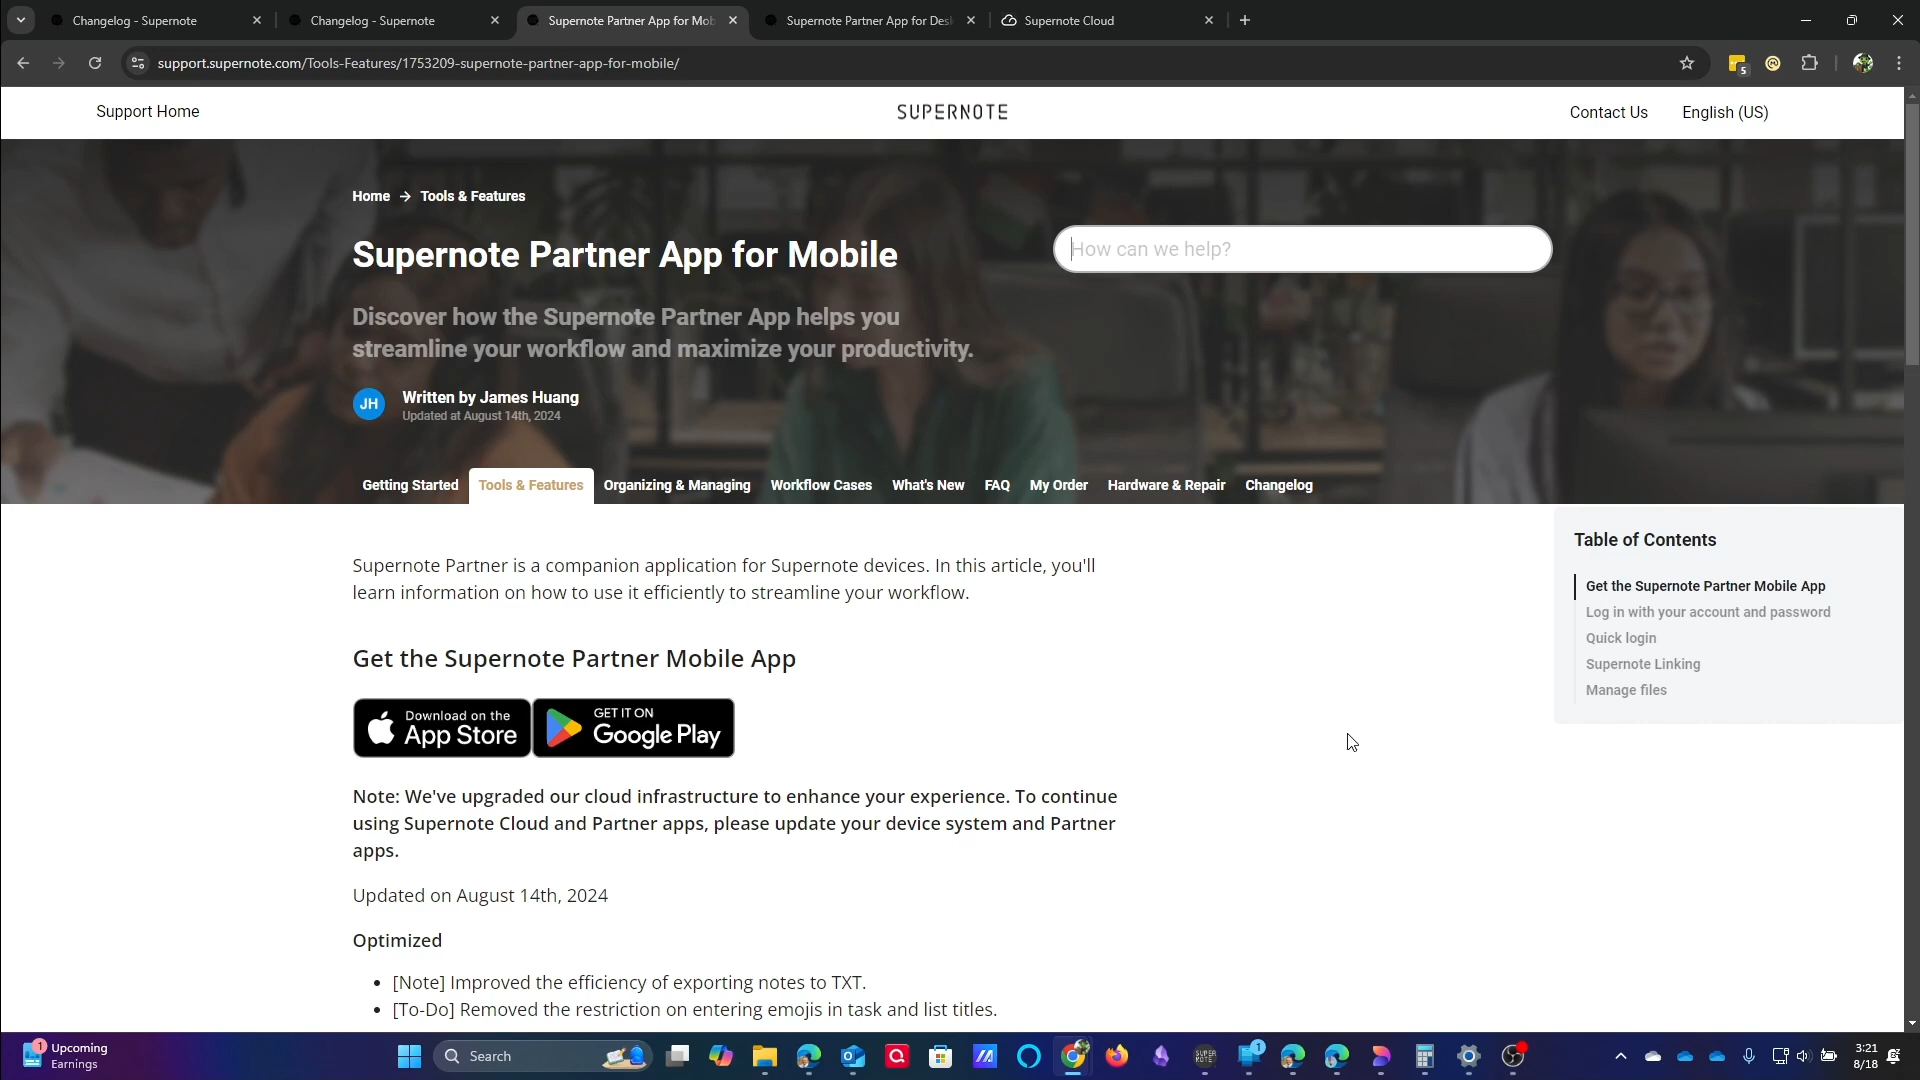 Changelog - Supernote
Changelog - Supernote
Supernote Partner App for Mob
Supernote Partner App for Des
Supernote Cloud
support.supernote.com/Tools-Features/1753209-supernote-partner-app-for-mobile/
5
Support Home
SUPERNOTE
Contact Us
English (US)
Home → Tools & Features
Supernote Partner App for Mobile
How can we help?
Discover how the Supernote Partner App helps you
streamline your workflow and maximize your productivity.
JH
Written by James Huang
Updated at August 14th, 2024
Getting Started
Tools & Features
Organizing & Managing
Workflow Cases
What's New
FAQ
My Order
Hardware & Repair
Changelog
Supernote Partner is a companion application for Supernote devices. In this article, you'll
learn information on how to use it efficiently to streamline your workflow.
Table of Contents
Get the Supernote Partner Mobile App
Log in with your account and password
Quick login
Supernote Linking
Manage files
Get the Supernote Partner Mobile App
Download on the
App Store
GET IT ON
Google Play
Note: We've upgraded our cloud infrastructure to enhance your experience. To continue
using Supernote Cloud and Partner apps, please update your device system and Partner
apps.
Updated on August 14th, 2024
Optimized
• [Note] Improved the efficiency of exporting notes to TXT.
• [To-Do] Removed the restriction on entering emojis in task and list titles.
1
Upcoming
Earnings
Search
SUPER
NOTE
1
3:21
8/18